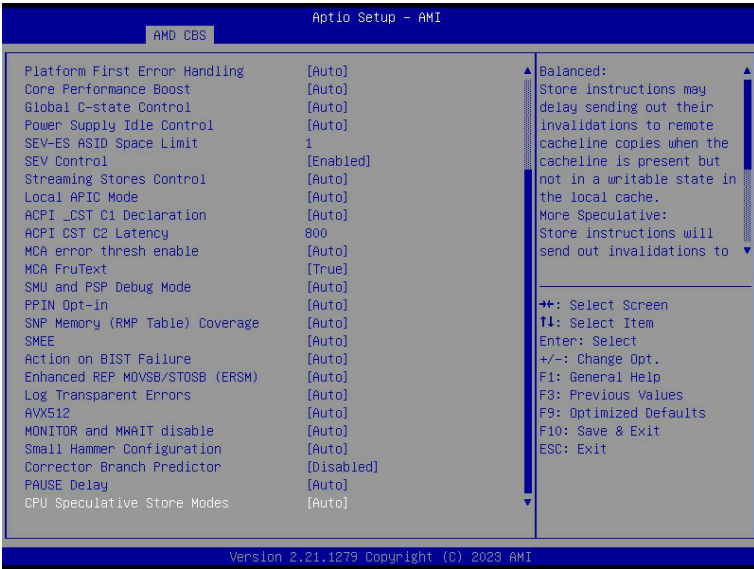 Aptio Setup - AMI
AMD CBS
Platform First Error Handling [Auto]
Core Performance Boost [Auto]
Global C-state Control [Auto]
Power Supply Idle Control [Auto]
SEV-ES ASID Space Limit 1
SEV Control [Enabled]
Streaming Stores Control [Auto]
Local APIC Mode [Auto]
ACPI _CST C1 Declaration [Auto]
ACPI CST C2 Latency 800
MCA error thresh enable [Auto]
MCA FruText [True]
SMU and PSP Debug Mode [Auto]
PPIN Opt-in [Auto]
SNP Memory (RMP Table) Coverage [Auto]
SMEE [Auto]
Action on BIST Failure [Auto]
Enhanced REP MOVSB/STOSB (ERSM) [Auto]
Log Transparent Errors [Auto]
AVX512 [Auto]
MONITOR and MWAIT disable [Auto]
Small Hammer Configuration [Auto]
Corrector Branch Predictor [Disabled]
PAUSE Delay [Auto]
CPU Speculative Store Modes [Auto]
Balanced:
Store instructions may
delay sending out their
invalidations to remote
cacheline copies when the
cacheline is present but
not in a writable state in
the local cache.
More Speculative:
Store instructions will
send out invalidations to
→←: Select Screen
↑↓: Select Item
Enter: Select
+/-: Change Opt.
F1: General Help
F3: Previous Values
F9: Optimized Defaults
F10: Save & Exit
ESC: Exit
Version 2.21.1279 Copyright (C) 2023 AMI